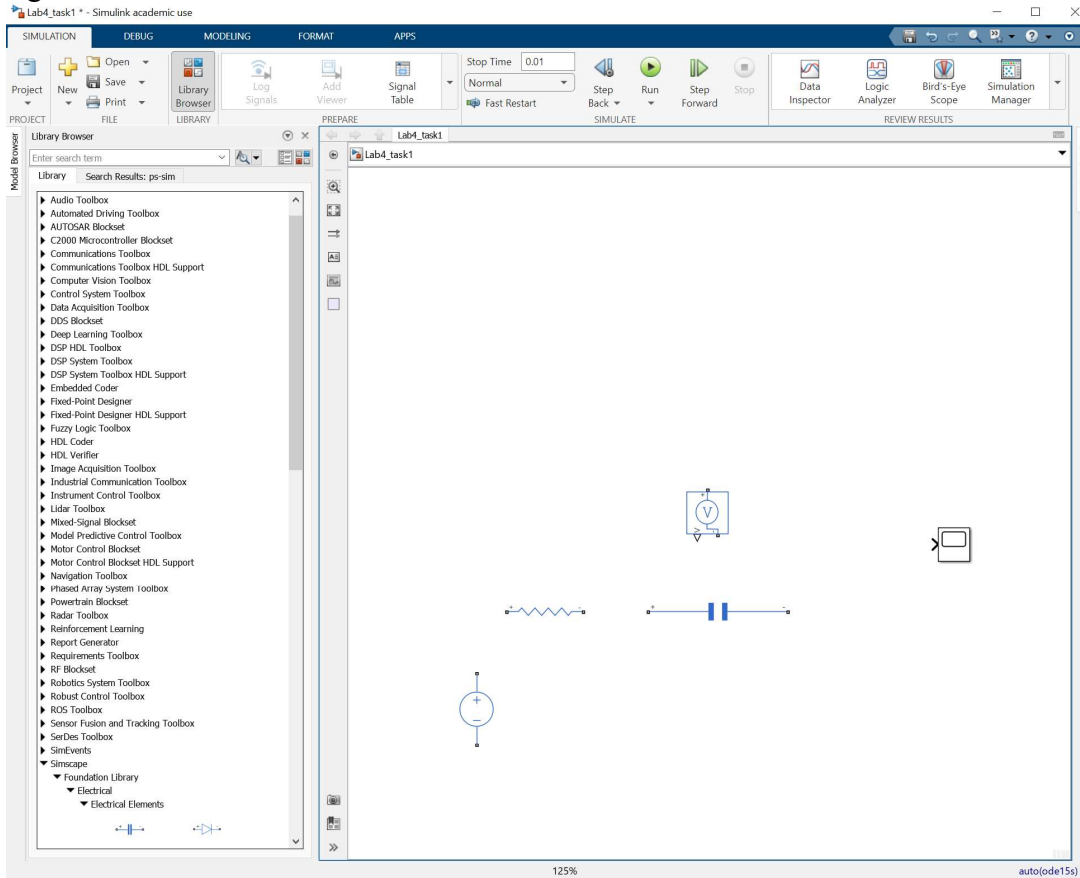 Lab4_task1 * - Simulink academic use
SIMULATION DEBUG MODELING FORMAT APPS
Project
New
Open
Save
Print
Library
Browser
Log
Signals
Add
Viewer
Signal
Table
Stop Time 0.01
Normal
Fast Restart
Step
Back
Run
Step
Forward
Stop
Data
Inspector
Logic
Analyzer
Bird's-Eye
Scope
Simulation
Manager
PROJECT FILE LIBRARY PREPARE SIMULATE REVIEW RESULTS
Model Browser
Library Browser
Enter search term
Library Search Results: ps-sim
Audio Toolbox
Automated Driving Toolbox
AUTOSAR Blockset
C2000 Microcontroller Blockset
Communications Toolbox
Communications Toolbox HDL Support
Computer Vision Toolbox
Control System Toolbox
Data Acquisition Toolbox
DDS Blockset
Deep Learning Toolbox
DSP HDL Toolbox
DSP System Toolbox
DSP System Toolbox HDL Support
Embedded Coder
Fixed-Point Designer
Fixed-Point Designer HDL Support
Fuzzy Logic Toolbox
HDL Coder
HDL Verifier
Image Acquisition Toolbox
Industrial Communication Toolbox
Instrument Control Toolbox
Lidar Toolbox
Mixed-Signal Blockset
Model Predictive Control Toolbox
Motor Control Blockset
Motor Control Blockset HDL Support
Navigation Toolbox
Phased Array System Toolbox
Powertrain Blockset
Radar Toolbox
Reinforcement Learning
Report Generator
Requirements Toolbox
RF Blockset
Robotics System Toolbox
Robust Control Toolbox
ROS Toolbox
Sensor Fusion and Tracking Toolbox
SerDes Toolbox
SimEvents
Simscape
Foundation Library
Electrical
Electrical Elements
Lab4_task1
Lab4_task1
V
V
125%
auto(ode15s)